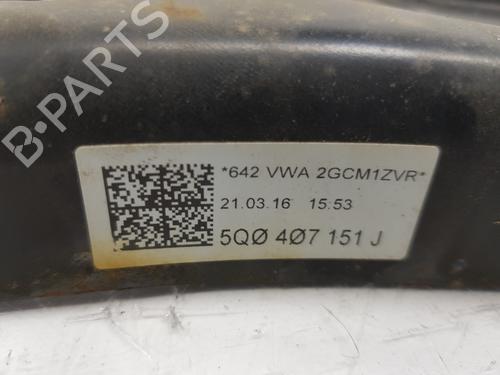 B-PARTS
*642 VWA 2GCM1ZVR*
21.03.16 15:53
5QØ 4Ø7 151 J